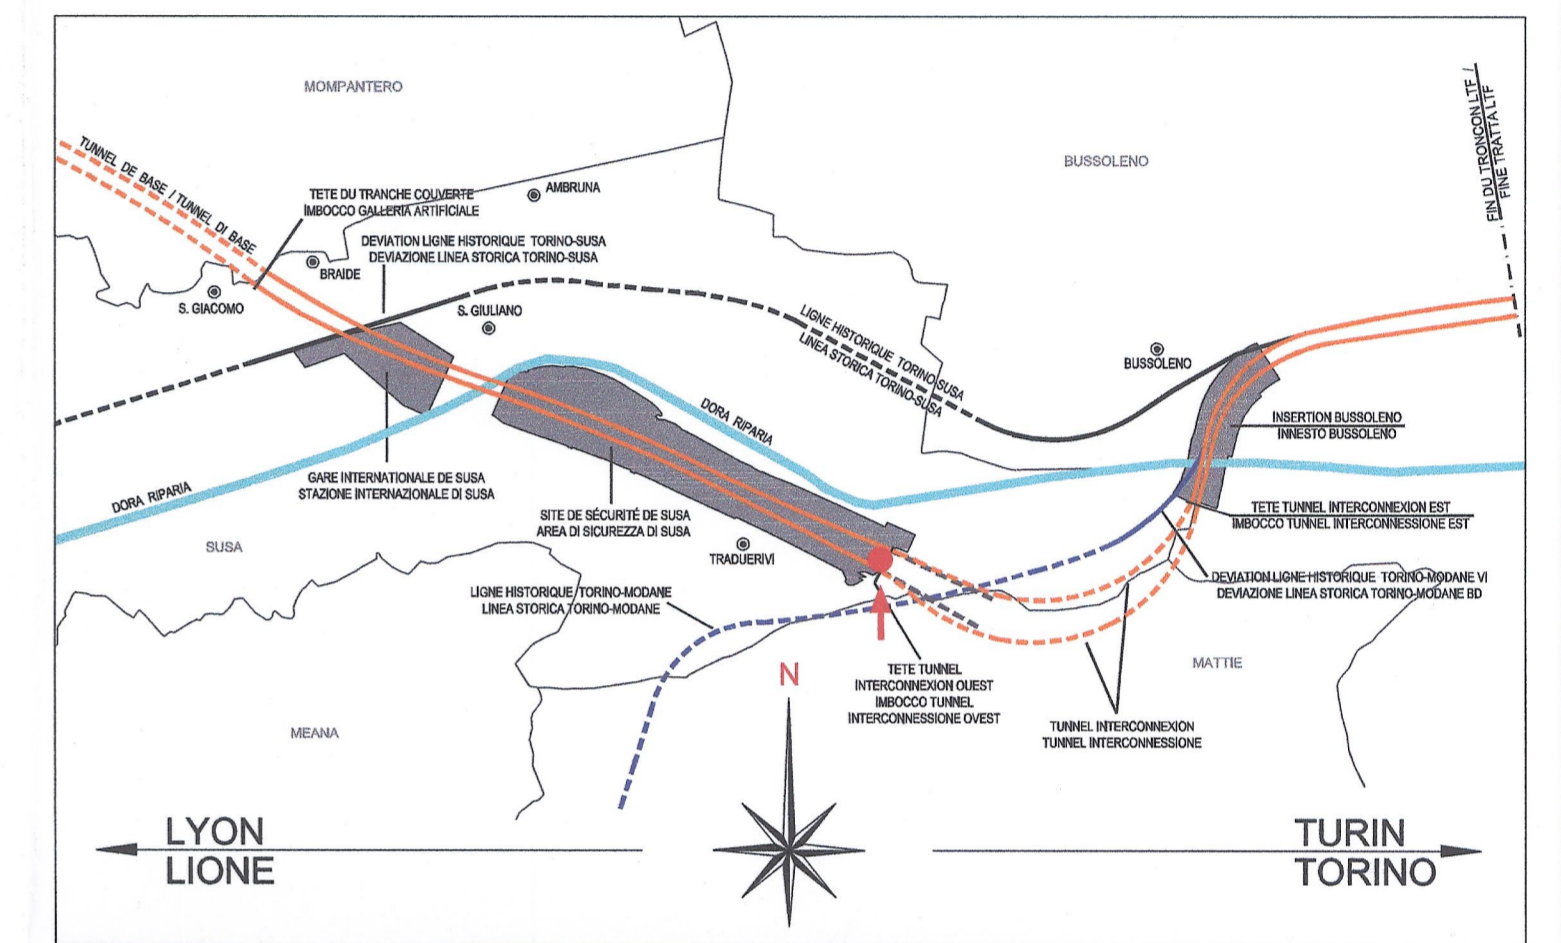 MOMPANTERO
BUSSOLENO
FIN DU TRONCON LTF /
FINE TRATTA LTF
TUNNEL DE BASE / TUNNEL DI BASE
TETE DU TRANCHE COUVERTE
IMBOCCO GALLERIA ARTIFICIALE
AMBRUNA
DEVIATION LIGNE HISTORIQUE TORINO-SUSA
DEVIAZIONE LINEA STORICA TORINO-SUSA
BRAIDE
S. GIACOMO
S. GIULIANO
LIGNE HISTORIQUE TORINO-SUSA
LINEA STORICA TORINO-SUSA
BUSSOLENO
DORA RIPARIA
INSERTION BUSSOLENO
INNESTO BUSSOLENO
GARE INTERNATIONALE DE SUSA
STAZIONE INTERNAZIONALE DI SUSA
DORA RIPARIA
SITE DE SÉCURITÉ DE SUSA
AREA DI SICUREZZA DI SUSA
TETE TUNNEL INTERCONNEXION EST
IMBOCCO TUNNEL INTERCONNESSIONE EST
SUSA
TRADUERIVI
LIGNE HISTORIQUE TORINO-MODANE
LINEA STORICA TORINO-MODANE
DEVIATION LIGNE HISTORIQUE TORINO-MODANE VI
DEVIAZIONE LINEA STORICA TORINO-MODANE BD
TETE TUNNEL
INTERCONNEXION OUEST
IMBOCCO TUNNEL
INTERCONNESSIONE OVEST
MATTIE
N
MEANA
TUNNEL INTERCONNEXION
TUNNEL INTERCONNESSIONE
LYON
LIONE
TURIN
TORINO